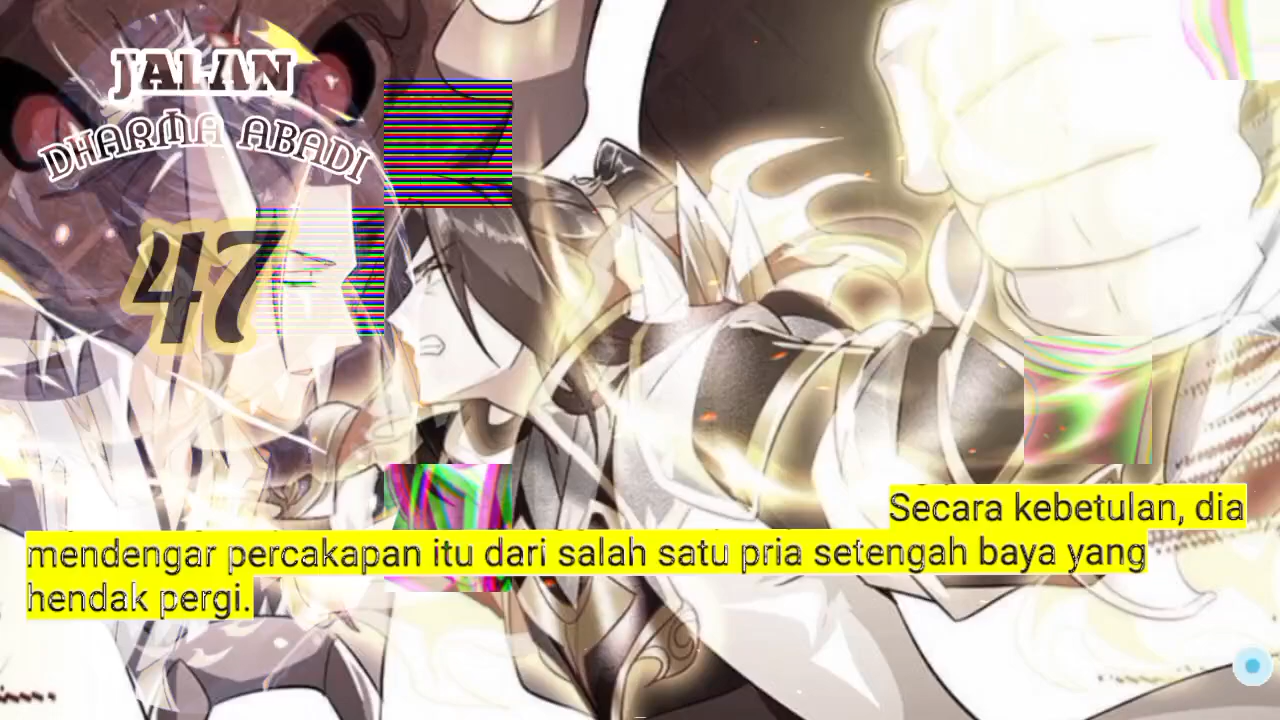 JALAN
DHARMA ABADI
47
Secara kebetulan, dia
mendengar percakapan itu dari salah satu pria setengah baya yang
hendak pergi.